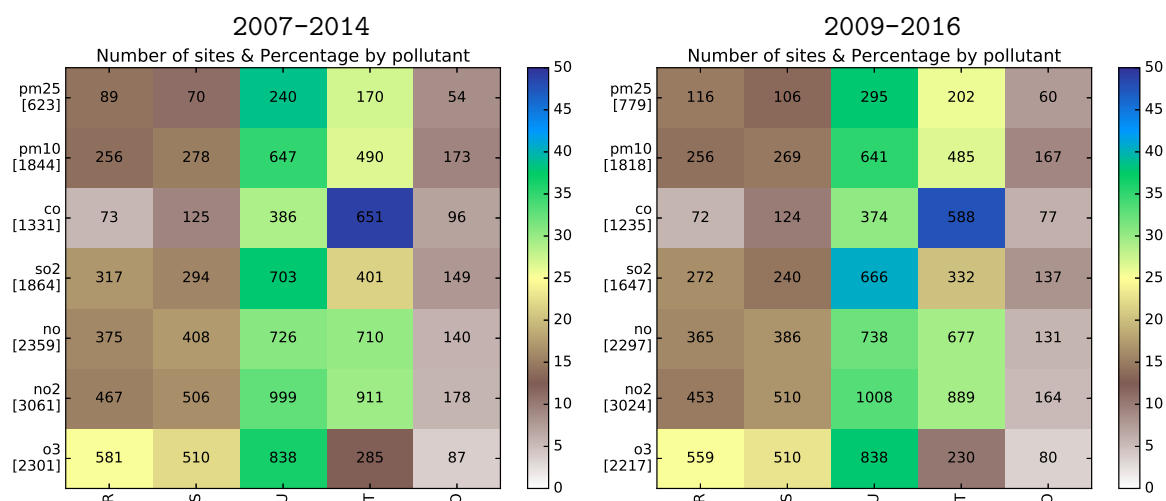 2007–2014
Number of sites & Percentage by pollutant
pm25
[623]
89 70 240 170 54
pm10
[1844]
256 278 647 490 173
co
[1331]
73 125 386 651 96
so2
[1864]
317 294 703 401 149
no
[2359]
375 408 726 710 140
no2
[3061]
467 506 999 911 178
o3
[2301]
581 510 838 285 87
R S U T O
50
45
40
35
30
25
20
15
10
5
0
2009–2016
Number of sites & Percentage by pollutant
pm25
[779]
116 106 295 202 60
pm10
[1818]
256 269 641 485 167
co
[1235]
72 124 374 588 77
so2
[1647]
272 240 666 332 137
no
[2297]
365 386 738 677 131
no2
[3024]
453 510 1008 889 164
o3
[2217]
559 510 838 230 80
R S U T O
50
45
40
35
30
25
20
15
10
5
0